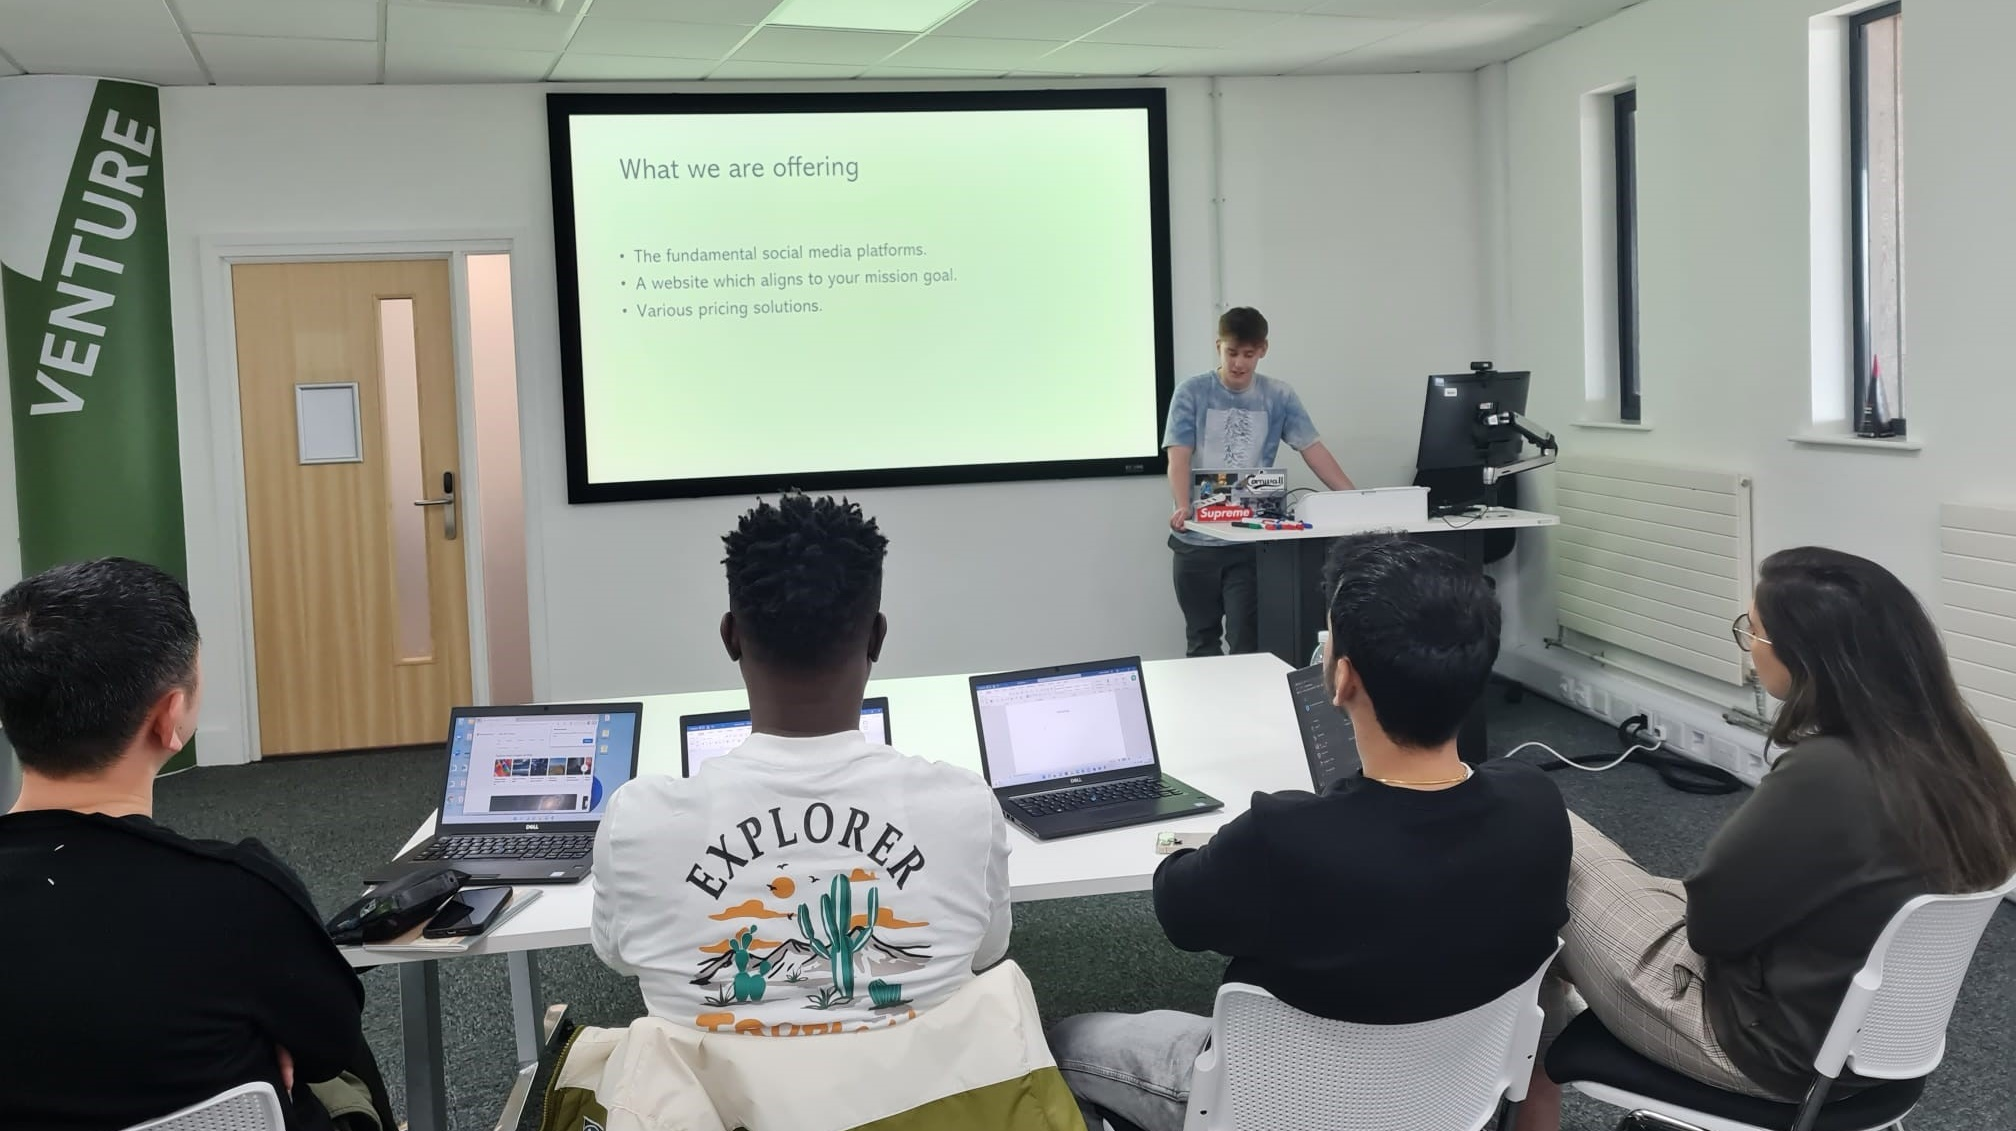 VENTURE
What we are offering
• The fundamental social media platforms.
• A website which aligns to your mission goal.
• Various pricing solutions.
Cornwall
Supreme
DELL
DELL
EXPLORER